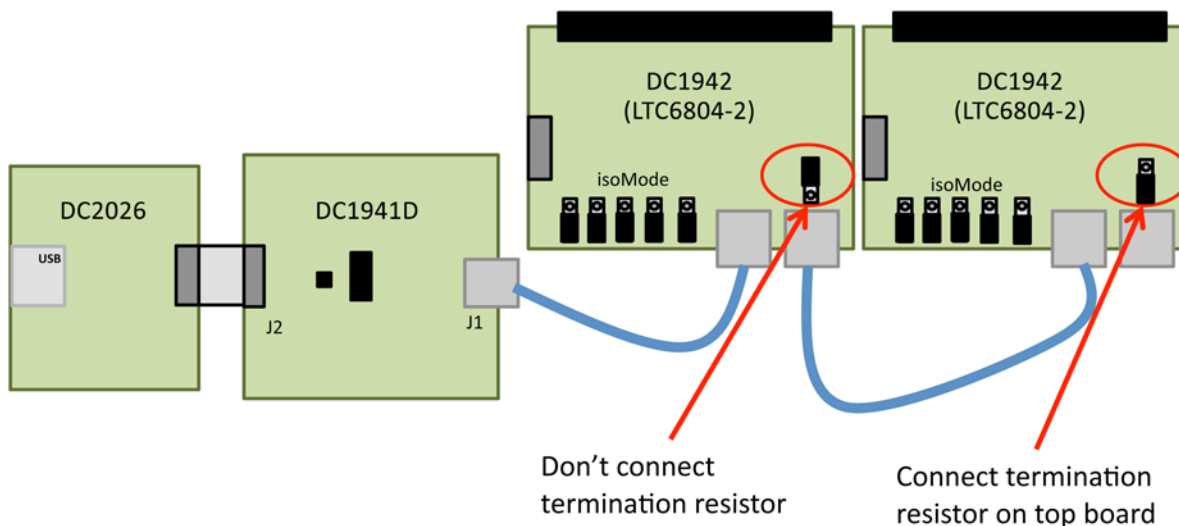 DC1942
(LTC6804-2)
DC1942
(LTC6804-2)
isoMode
isoMode
DC2026
DC1941D
USB
J2
J1
Don’t connect
termination resistor
Connect termination
resistor on top board